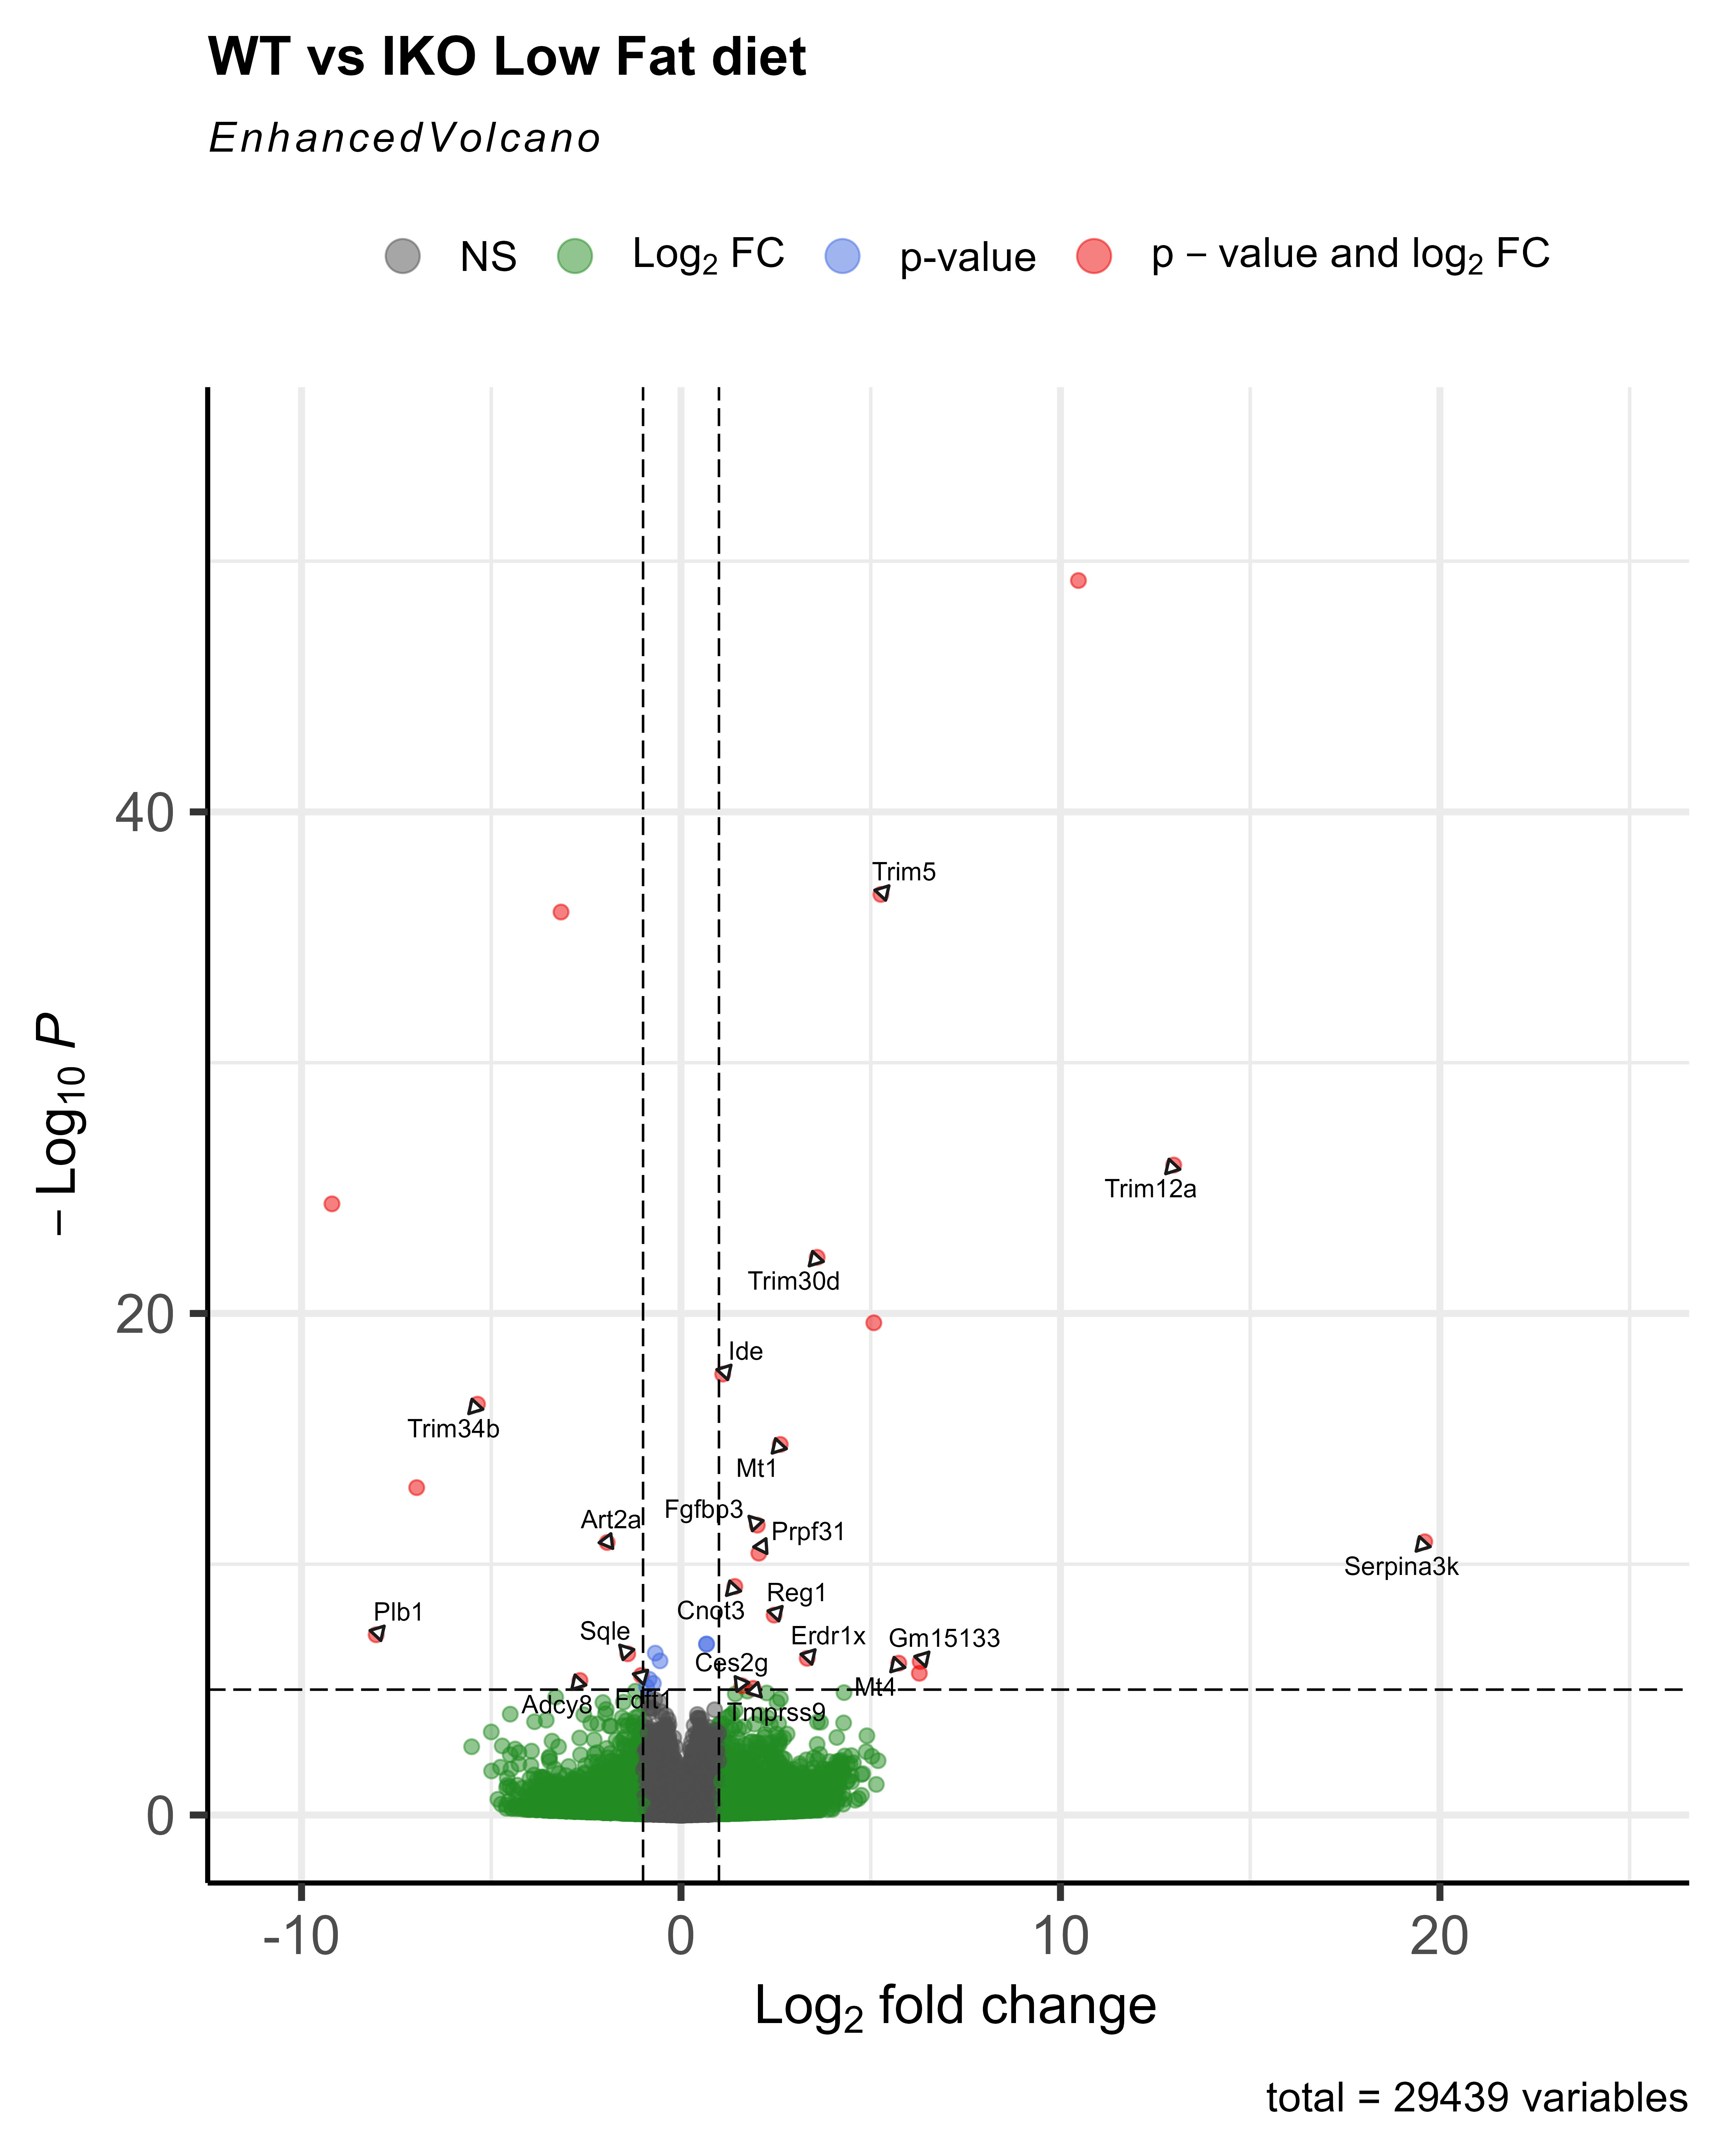 WT vs IKO Low Fat diet
EnhancedVolcano
NS Log₂ FC p-value p − value and log₂ FC
− Log₁₀ P
40
20
0
Trim5
Trim12a
Trim30d
Ide
Trim34b
Mt1
Fgfbp3
Art2a
Prpf31
Serpina3k
Reg1
Cnot3
Plb1
Sqle
Erdr1x
Gm15133
Ces2g
Mt4
Fdft1
Adcy8
Tmprss9
-10 0 10 20
Log₂ fold change
total = 29439 variables